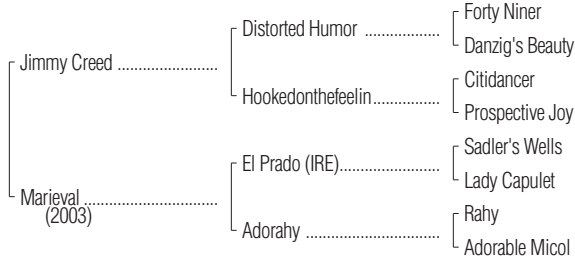 Forty Niner
Distorted Humor ..................
Danzig's Beauty
Jimmy Creed ........................
Citidancer
Hookedonthefeelin................
Prospective Joy
Sadler's Wells
El Prado (IRE).......................
Lady Capulet
Marieval ................................
(2003)
Rahy
Adorahy ................................
Adorable Micol